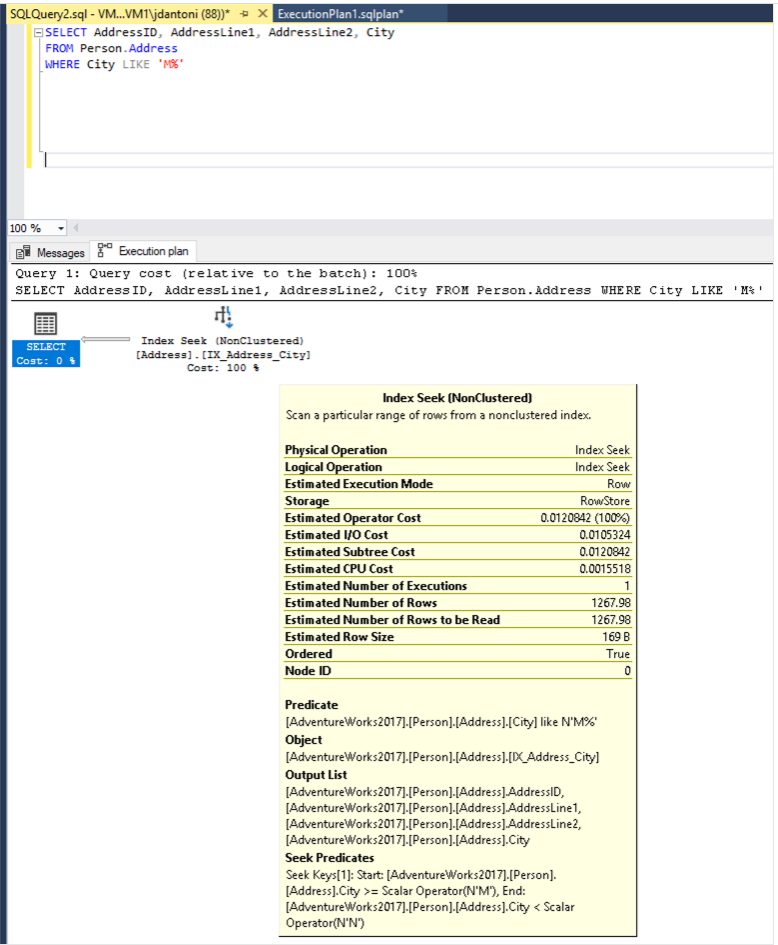 SQLQuery2.sql - VM...VM1\jdantoni (88))* ExecutionPlan1.sqlplan*
SELECT AddressID, AddressLine1, AddressLine2, City
FROM Person.Address
WHERE City LIKE 'M%'
100 %
Messages Execution plan
Query 1: Query cost (relative to the batch): 100%
SELECT AddressID, AddressLine1, AddressLine2, City FROM Person.Address WHERE City LIKE 'M%'
SELECT
Cost: 0 %
Index Seek (NonClustered)
[Address].[IX_Address_City]
Cost: 100 %
Index Seek (NonClustered)
Scan a particular range of rows from a nonclustered index.
Physical Operation Index Seek
Logical Operation Index Seek
Estimated Execution Mode Row
Storage RowStore
Estimated Operator Cost 0.0120842 (100%)
Estimated I/O Cost 0.0105324
Estimated Subtree Cost 0.0120842
Estimated CPU Cost 0.0015518
Estimated Number of Executions 1
Estimated Number of Rows 1267.98
Estimated Number of Rows to be Read 1267.98
Estimated Row Size 169 B
Ordered True
Node ID 0
Predicate
[AdventureWorks2017].[Person].[Address].[City] like N'M%'
Object
[AdventureWorks2017].[Person].[Address].[IX_Address_City]
Output List
[AdventureWorks2017].[Person].[Address].AddressID,
[AdventureWorks2017].[Person].[Address].AddressLine1,
[AdventureWorks2017].[Person].[Address].AddressLine2,
[AdventureWorks2017].[Person].[Address].City
Seek Predicates
Seek Keys[1]: Start: [AdventureWorks2017].[Person].
[Address].City >= Scalar Operator(N'M'), End:
[AdventureWorks2017].[Person].[Address].City < Scalar
Operator(N'N')